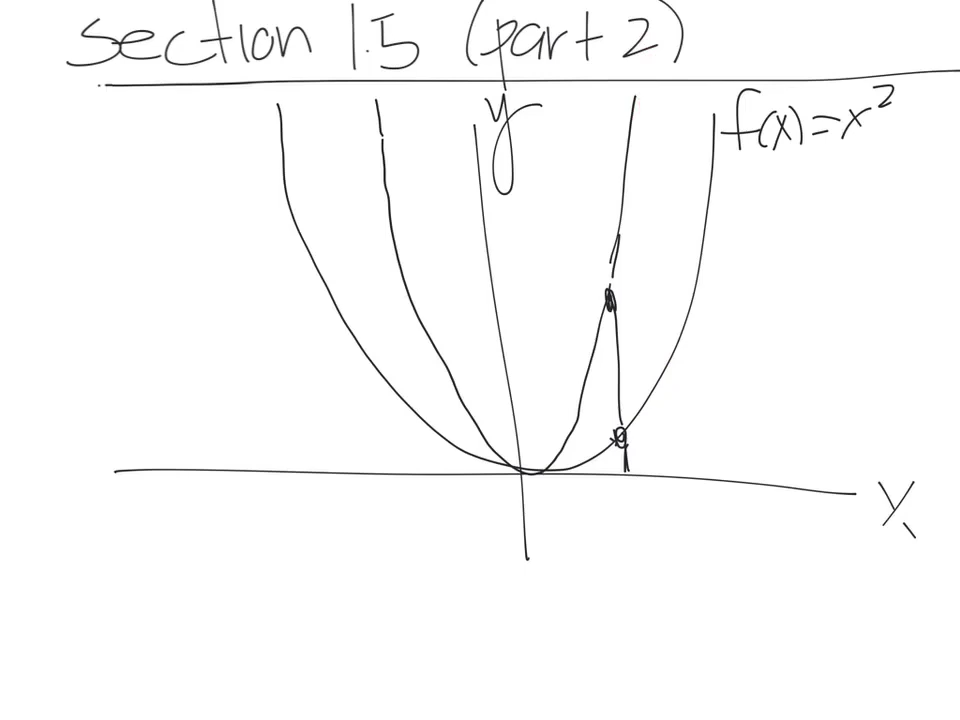 section 1.5 (part 2)
y
f(x)=x²
x